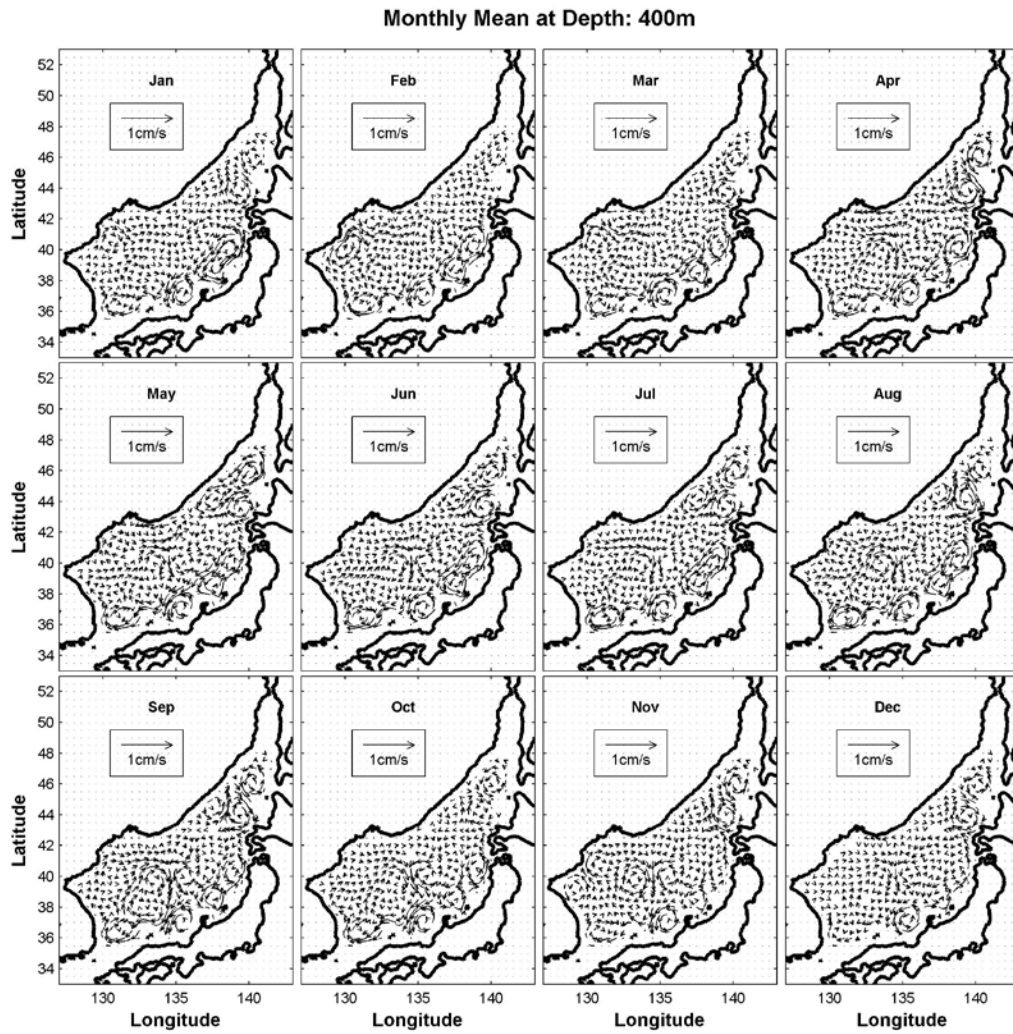 Monthly Mean at Depth: 400m
Jan
Feb
Mar
Apr
1cm/s
1cm/s
1cm/s
1cm/s
Latitude
52
50
48
46
44
42
40
38
36
34
May
Jun
Jul
Aug
1cm/s
1cm/s
1cm/s
1cm/s
Latitude
52
50
48
46
44
42
40
38
36
34
Sep
Oct
Nov
Dec
1cm/s
1cm/s
1cm/s
1cm/s
Latitude
52
50
48
46
44
42
40
38
36
34
130 135 140
130 135 140
130 135 140
130 135 140
Longitude
Longitude
Longitude
Longitude